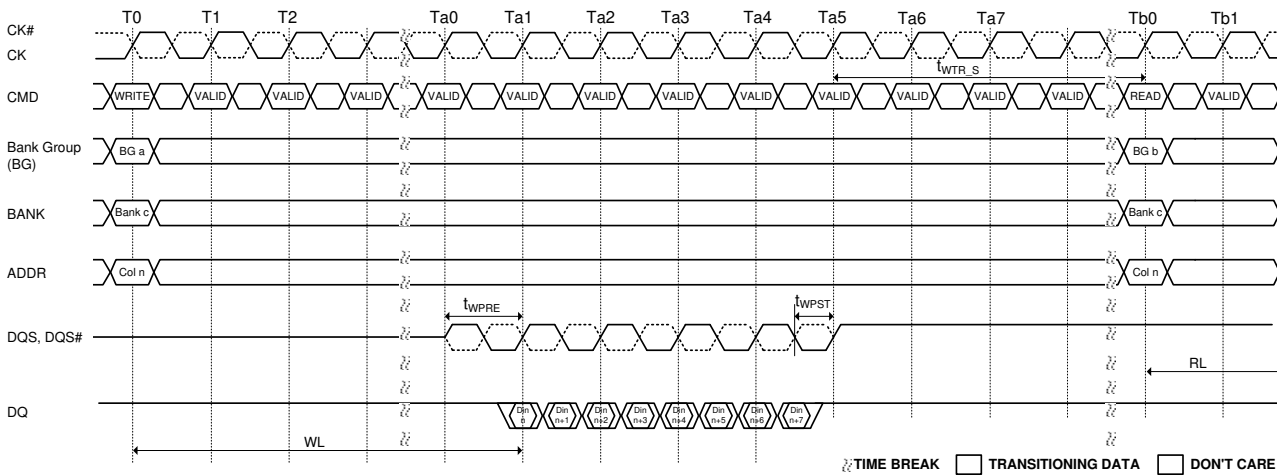 T0 T1 T2 Ta0 Ta1 Ta2 Ta3 Ta4 Ta5 Ta6 Ta7 Tb0 Tb1
CK#
CK
tWTR_S
CMD WRITE VALID VALID VALID VALID VALID VALID VALID VALID VALID VALID VALID VALID READ VALID
Bank Group
(BG)
BG a BG b
BANK Bank c Bank c
ADDR Col n Col n
tWPRE tWPST
DQS, DQS#
RL
DQ Din n Din n+1 Din n+2 Din n+3 Din n+4 Din n+5 Din n+6 Din n+7
WL
TIME BREAK TRANSITIONING DATA DON'T CARE